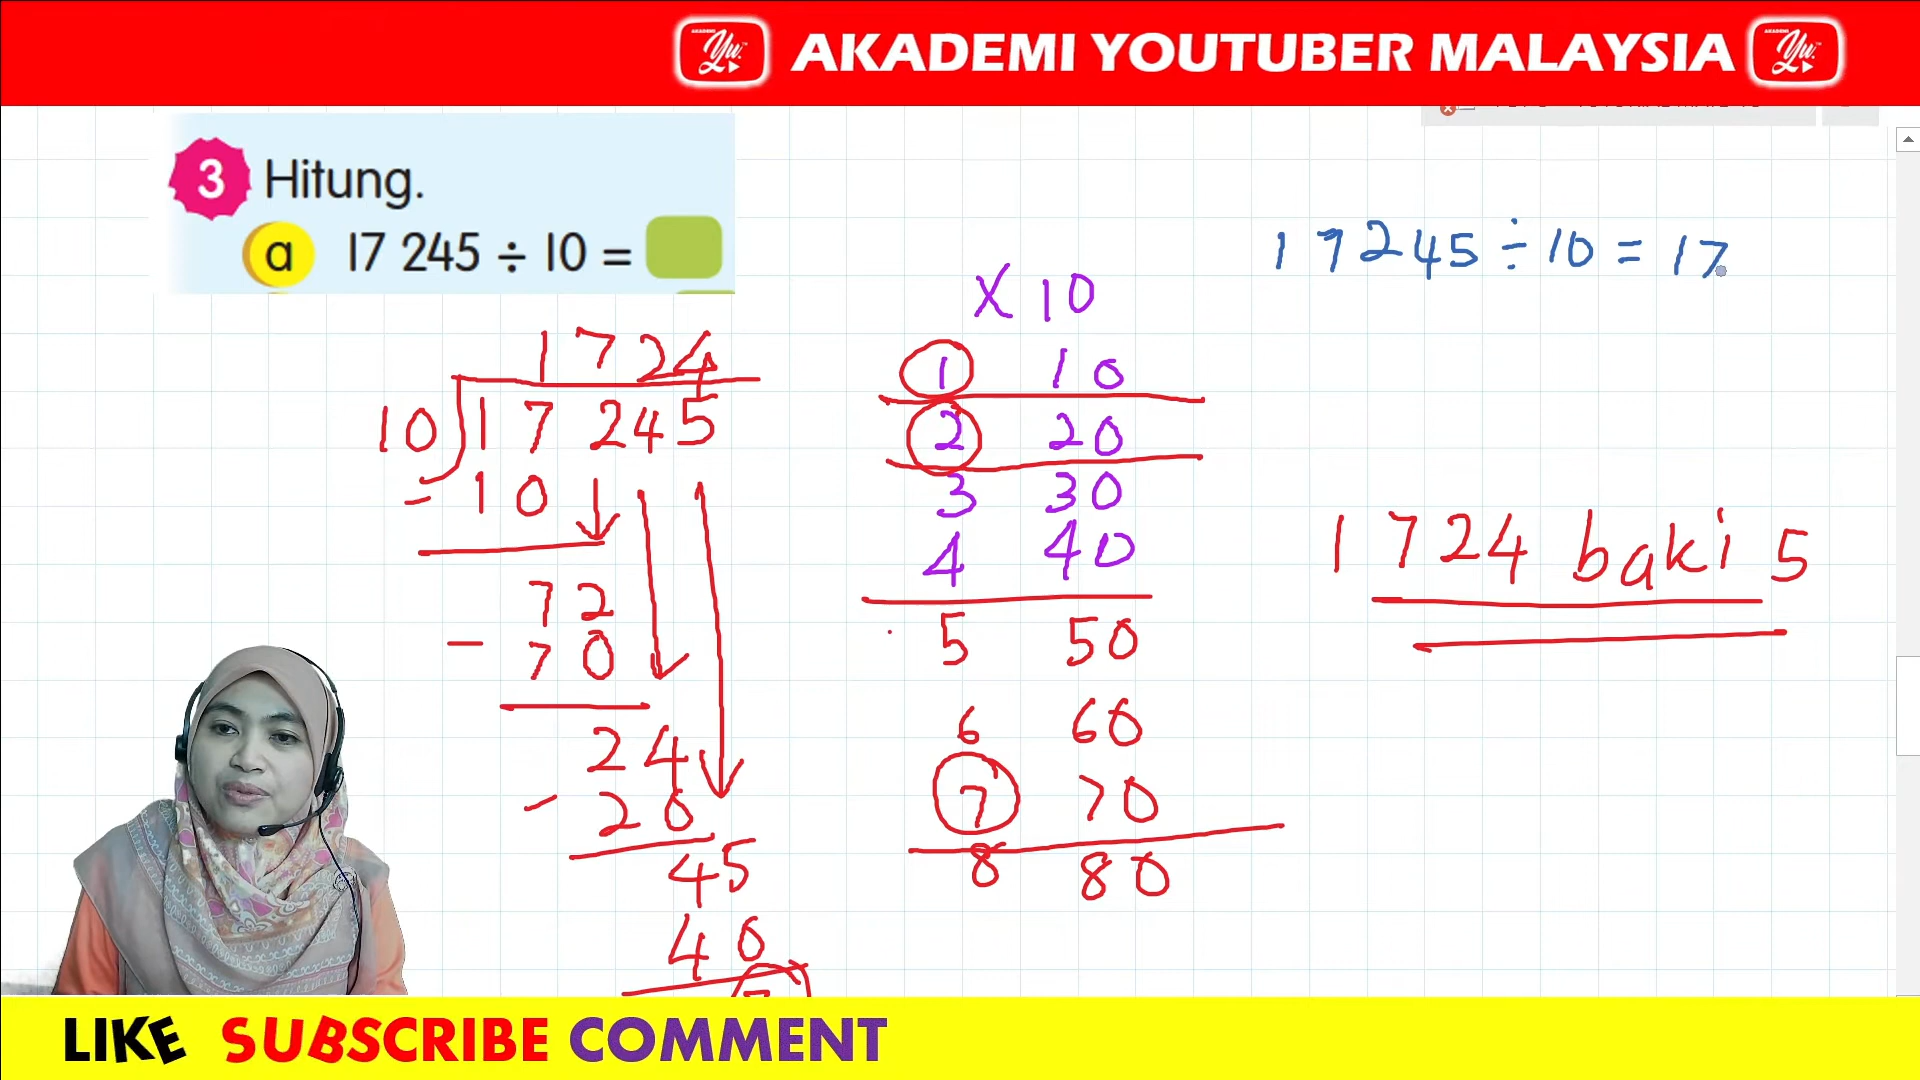 AKADEMI YOUTUBER MALAYSIA
3 Hitung.
a 17 245 ÷ 10 =
17245 ÷ 10 = 17
x 10
1 10
2 20
3 30
4 40
5 50
6 60
7 70
8 80
1724
10 17 245
- 10
72
- 70
24
- 20
45
40
1724 baki 5
LIKE SUBSCRIBE COMMENT